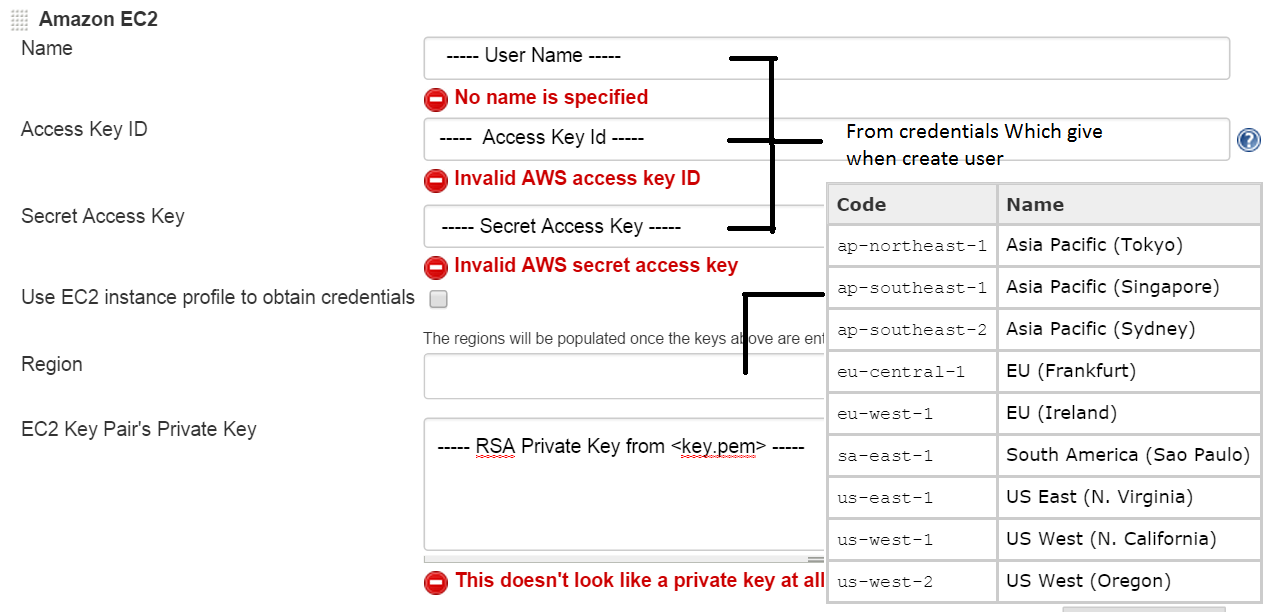 Amazon EC2
Name
----- User Name -----
No name is specified
Access Key ID
----- Access Key Id -----
From credentials Which give
when create user
Invalid AWS access key ID
Secret Access Key
----- Secret Access Key -----
Invalid AWS secret access key
Use EC2 instance profile to obtain credentials
The regions will be populated once the keys above are ent
Region
EC2 Key Pair's Private Key
----- RSA Private Key from <key.pem> -----
This doesn't look like a private key at all
Code Name
ap-northeast-1 Asia Pacific (Tokyo)
ap-southeast-1 Asia Pacific (Singapore)
ap-southeast-2 Asia Pacific (Sydney)
eu-central-1 EU (Frankfurt)
eu-west-1 EU (Ireland)
sa-east-1 South America (Sao Paulo)
us-east-1 US East (N. Virginia)
us-west-1 US West (N. California)
us-west-2 US West (Oregon)